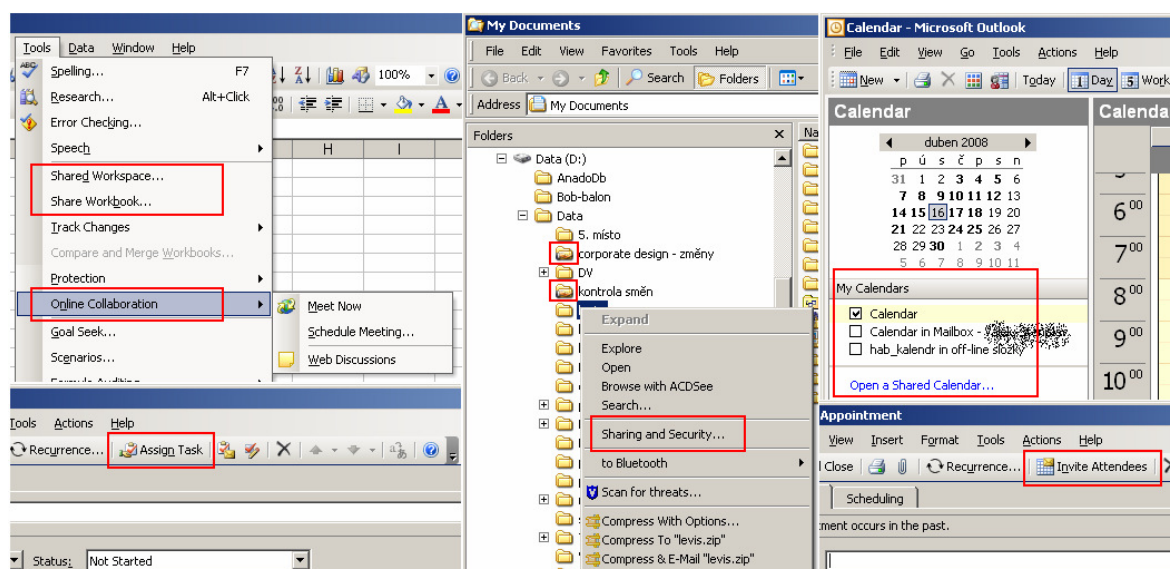 Tools Data Window Help
Spelling... F7
Research... Alt+Click
Error Checking...
Speech
Shared Workspace...
Share Workbook...
Track Changes
Compare and Merge Workbooks...
Protection
Online Collaboration
Goal Seek...
Scenarios...
100%
H I
Meet Now
Schedule Meeting...
Web Discussions
Tools Actions Help
Recurrence... Assign Task
Status: Not Started
My Documents
File Edit View Favorites Tools Help
Back Search Folders
Address My Documents
Folders x Na
Data (D:)
AnadoDb
Bob-balon
Data
5. místo
corporate design - změny
DV
kontrola směn
Expand
Explore
Open
Browse with ACDSee
Search...
Sharing and Security...
to Bluetooth
Scan for threats...
Compress With Options...
Compress To "levis.zip"
Compress & E-Mail "levis.zip"
Calendar - Microsoft Outlook
File Edit View Go Tools Actions Help
New Today 1 Day 5 Work
Calendar Calenda
duben 2008
p ú s č p s n
31 1 2 3 4 5 6
7 8 9 10 11 12 13
14 15 16 17 18 19 20
21 22 23 24 25 26 27
28 29 30 1 2 3 4
5 6 7 8 9 10 11
6 00
7 00
8 00
9 00
10 00
My Calendars
Calendar
Calendar in Mailbox -
hab_kalendr in off-line složky
Open a Shared Calendar...
Appointment
View Insert Format Tools Actions Help
Close Recurrence... Invite Attendees
Scheduling
tment occurs in the past.